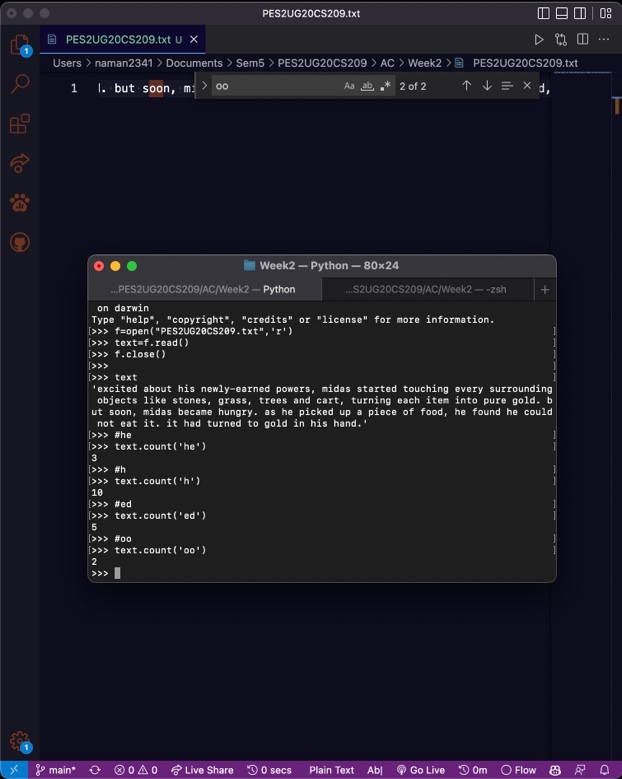 PES2UG20CS209.txt
PES2UG20CS209.txt U ×
Users > naman2341 > Documents > Sem5 > PES2UG20CS209 > AC > Week2 > PES2UG20CS209.txt
1 l. but soon, mi d,
> oo Aa ab .* 2 of 2
1
Week2 — Python — 80×24
...PES2UG20CS209/AC/Week2 — Python ...S2UG20CS209/AC/Week2 — -zsh +
on darwin
Type "help", "copyright", "credits" or "license" for more information.
[>>> f=open("PES2UG20CS209.txt",'r') ]
[>>> text=f.read() ]
[>>> f.close() ]
[>>> ]
[>>> text ]
'excited about his newly-earned powers, midas started touching every surrounding
objects like stones, grass, trees and cart, turning each item into pure gold. b
ut soon, midas became hungry. as he picked up a piece of food, he found he could
not eat it. it had turned to gold in his hand.'
[>>> #he ]
[>>> text.count('he') ]
3
[>>> #h ]
[>>> text.count('h') ]
10
[>>> #ed ]
[>>> text.count('ed') ]
5
[>>> #oo ]
[>>> text.count('oo') ]
2
>>>
1
main* 0 0 Live Share 0 secs Plain Text Ab| Go Live 0m Flow